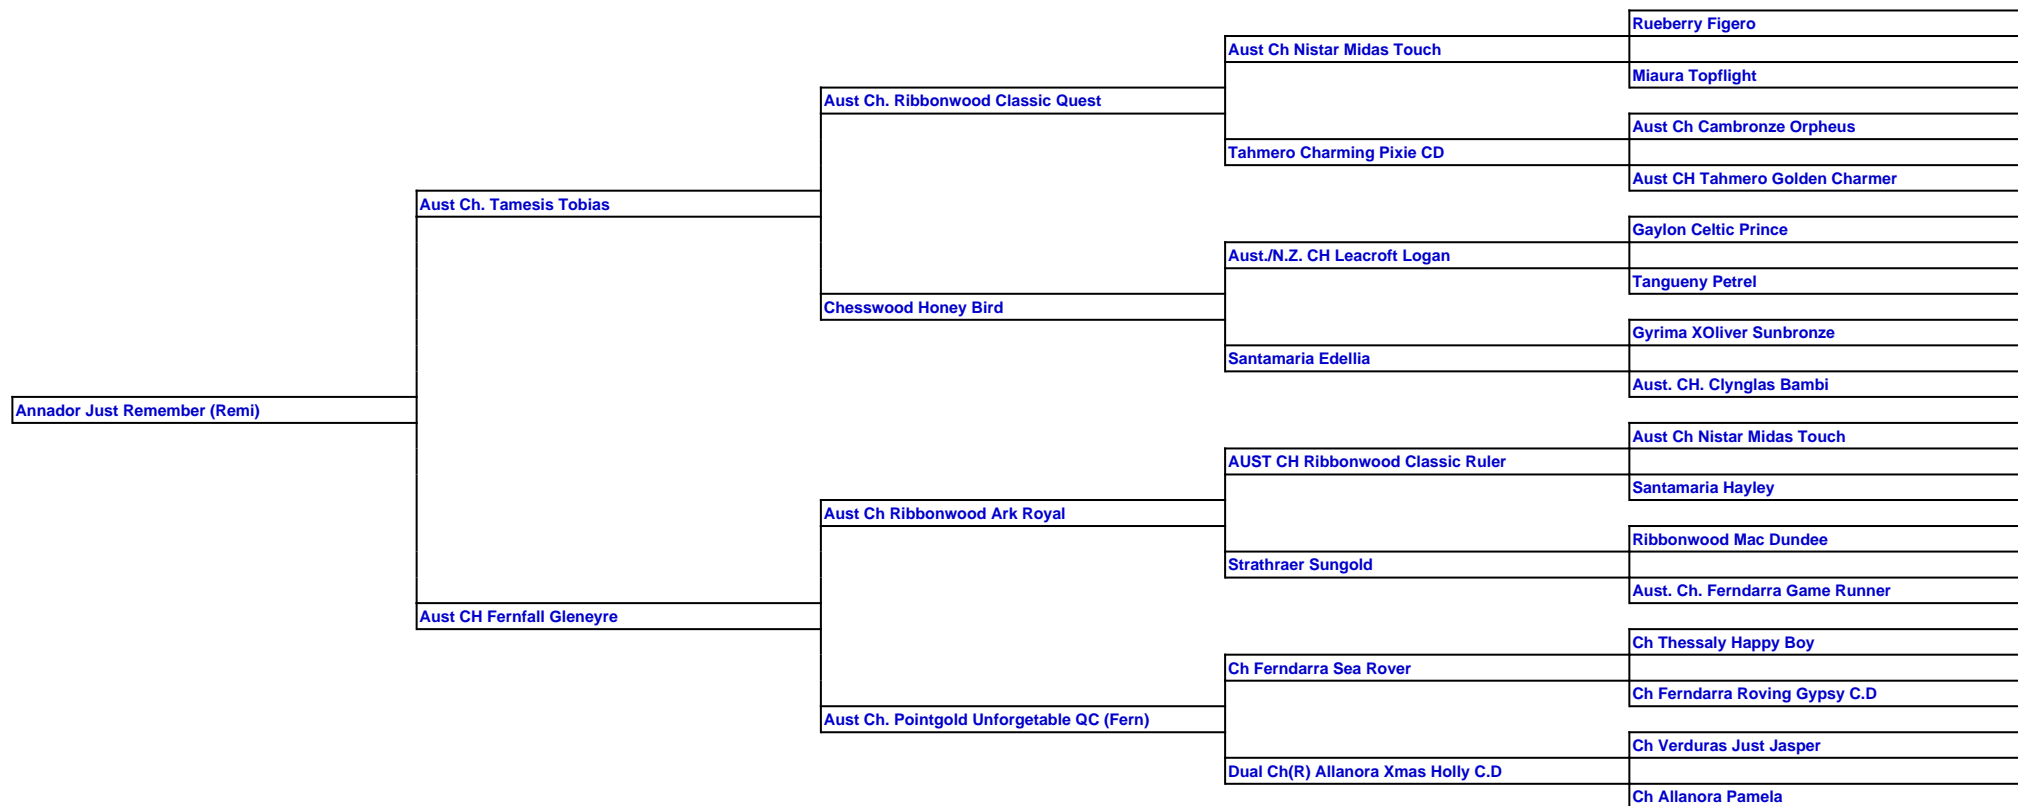 Rueberry Figero
Aust Ch Nistar Midas Touch
Miaura Topflight
Aust Ch. Ribbonwood Classic Quest
Aust Ch Cambronze Orpheus
Tahmero Charming Pixie CD
Aust CH Tahmero Golden Charmer
Aust Ch. Tamesis Tobias
Gaylon Celtic Prince
Aust./N.Z. CH Leacroft Logan
Tangueny Petrel
Chesswood Honey Bird
Gyrima XOliver Sunbronze
Santamaria Edellia
Aust. CH. Clynglas Bambi
Annador Just Remember (Remi)
Aust Ch Nistar Midas Touch
AUST CH Ribbonwood Classic Ruler
Santamaria Hayley
Aust Ch Ribbonwood Ark Royal
Ribbonwood Mac Dundee
Strathraer Sungold
Aust. Ch. Ferndarra Game Runner
Aust CH Fernfall Gleneyre
Ch Thessaly Happy Boy
Ch Ferndarra Sea Rover
Ch Ferndarra Roving Gypsy C.D
Aust Ch. Pointgold Unforgetable QC (Fern)
Ch Verduras Just Jasper
Dual Ch(R) Allanora Xmas Holly C.D
Ch Allanora Pamela